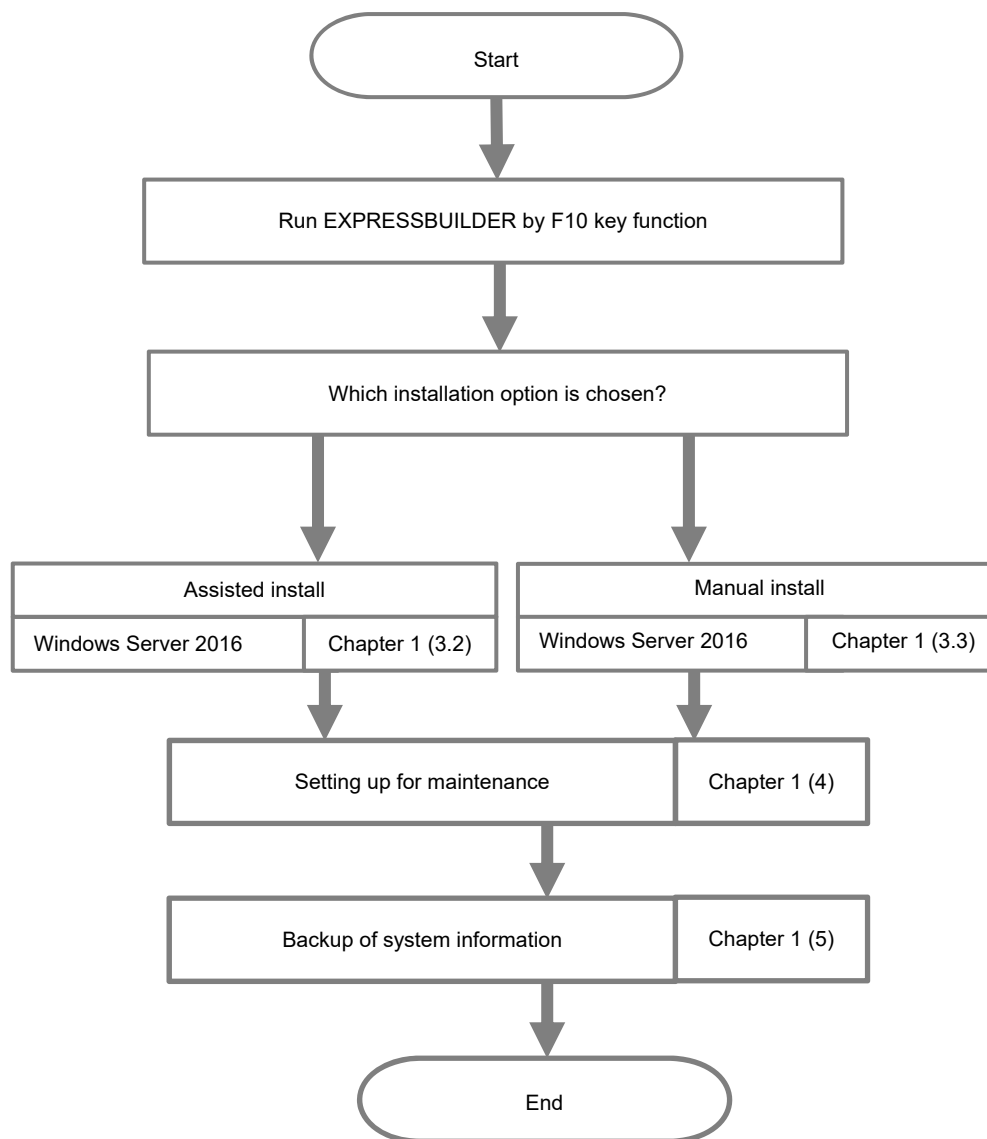 Start
Run EXPRESSBUILDER by F10 key function
Which installation option is chosen?
Assisted install
Windows Server 2016
Chapter 1 (3.2)
Manual install
Windows Server 2016
Chapter 1 (3.3)
Setting up for maintenance
Chapter 1 (4)
Backup of system information
Chapter 1 (5)
End